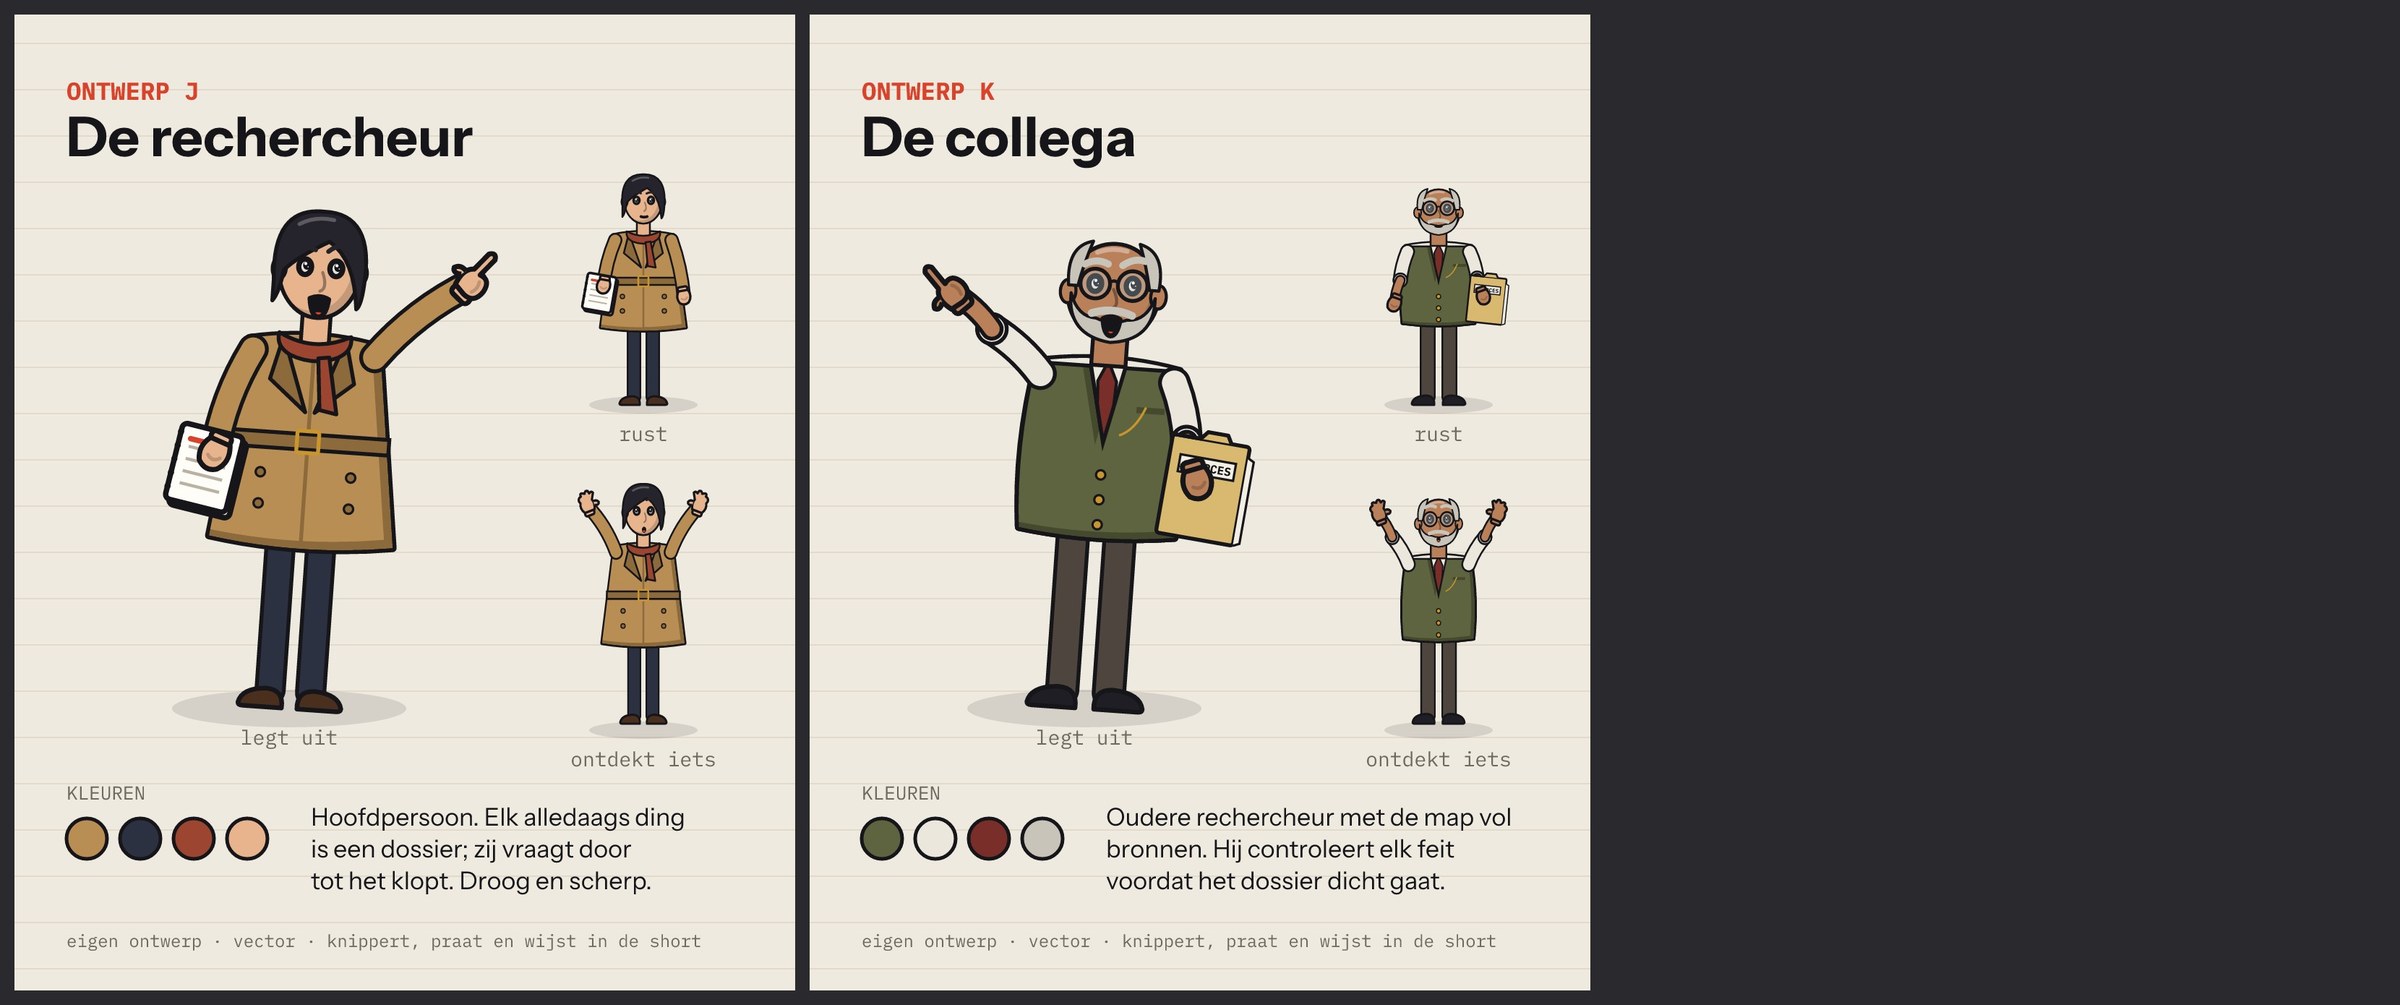 ONTWERP J
De rechercheur
rust
legt uit
ontdekt iets
KLEUREN
Hoofdpersoon. Elk alledaags ding
is een dossier; zij vraagt door
tot het klopt. Droog en scherp.
eigen ontwerp · vector · knippert, praat en wijst in de short
ONTWERP K
De collega
rust
legt uit
ontdekt iets
KLEUREN
Oudere rechercheur met de map vol
bronnen. Hij controleert elk feit
voordat het dossier dicht gaat.
eigen ontwerp · vector · knippert, praat en wijst in de short